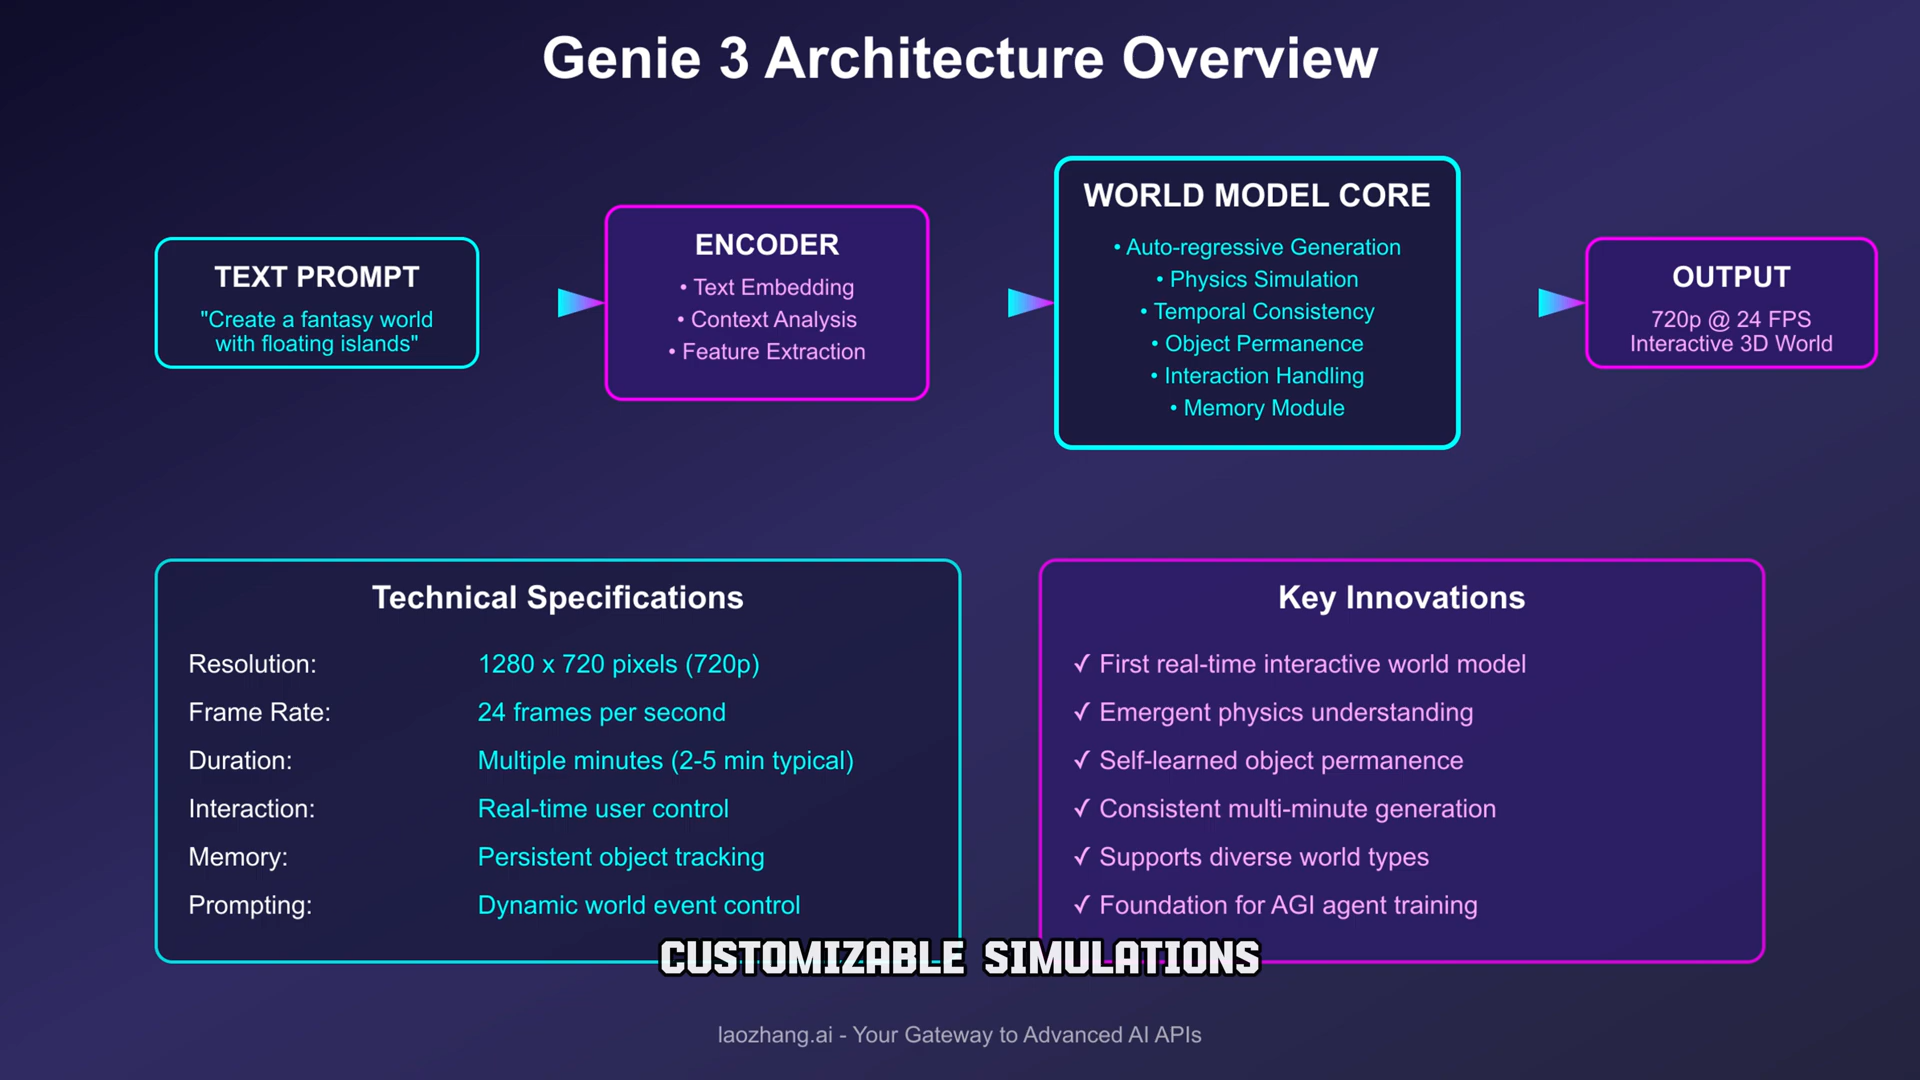 Genie 3 Architecture Overview
TEXT PROMPT
"Create a fantasy world
with floating islands"
ENCODER
• Text Embedding
• Context Analysis
• Feature Extraction
WORLD MODEL CORE
• Auto-regressive Generation
• Physics Simulation
• Temporal Consistency
• Object Permanence
• Interaction Handling
• Memory Module
OUTPUT
720p @ 24 FPS
Interactive 3D World
Technical Specifications
Resolution: 1280 x 720 pixels (720p)
Frame Rate: 24 frames per second
Duration: Multiple minutes (2-5 min typical)
Interaction: Real-time user control
Memory: Persistent object tracking
Prompting: Dynamic world event control
Key Innovations
✓ First real-time interactive world model
✓ Emergent physics understanding
✓ Self-learned object permanence
✓ Consistent multi-minute generation
✓ Supports diverse world types
✓ Foundation for AGI agent training
CUSTOMIZABLE SIMULATIONS
laozhang.ai - Your Gateway to Advanced AI APIs